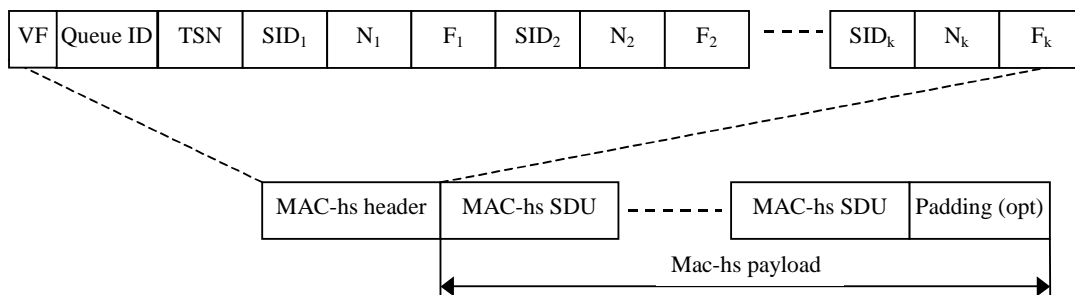 VF Queue ID TSN SID₁ N₁ F₁ SID₂ N₂ F₂ SIDₖ Nₖ Fₖ
MAC-hs header MAC-hs SDU MAC-hs SDU Padding (opt)
Mac-hs payload